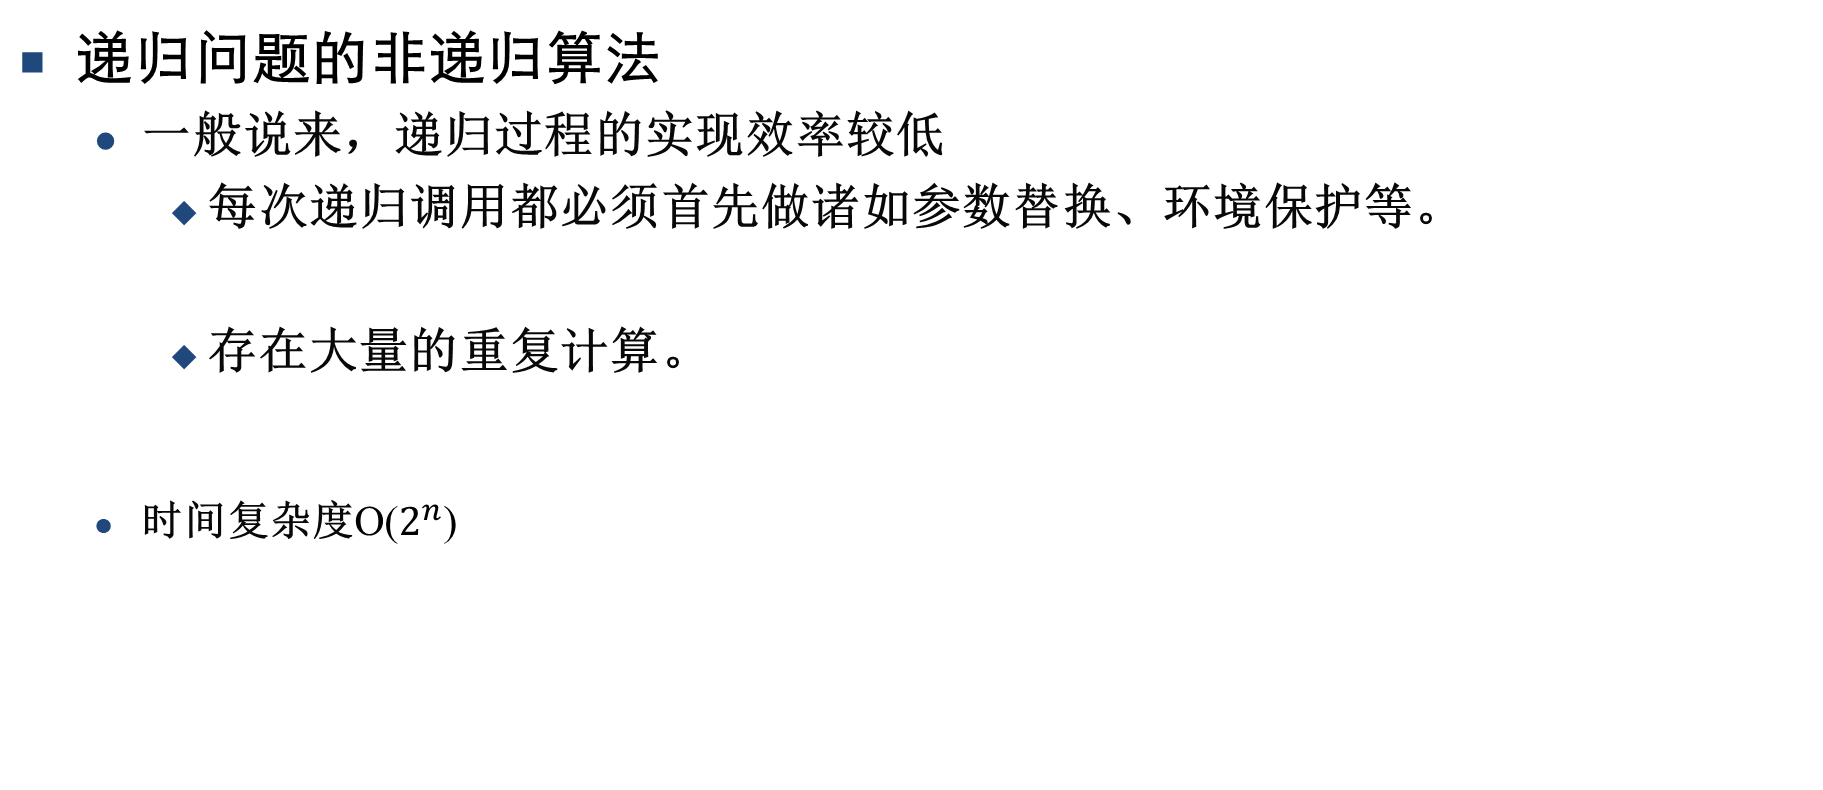 递归问题的非递归算法
一般说来，递归过程的实现效率较低
每次递归调用都必须首先做诸如参数替换、环境保护等。
存在大量的重复计算。
时间复杂度O(2ⁿ)